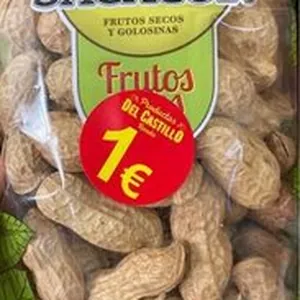 FRUTOS SECOS
Y GOLOSINAS
Frutos
Productos
DEL CASTILLO
1€